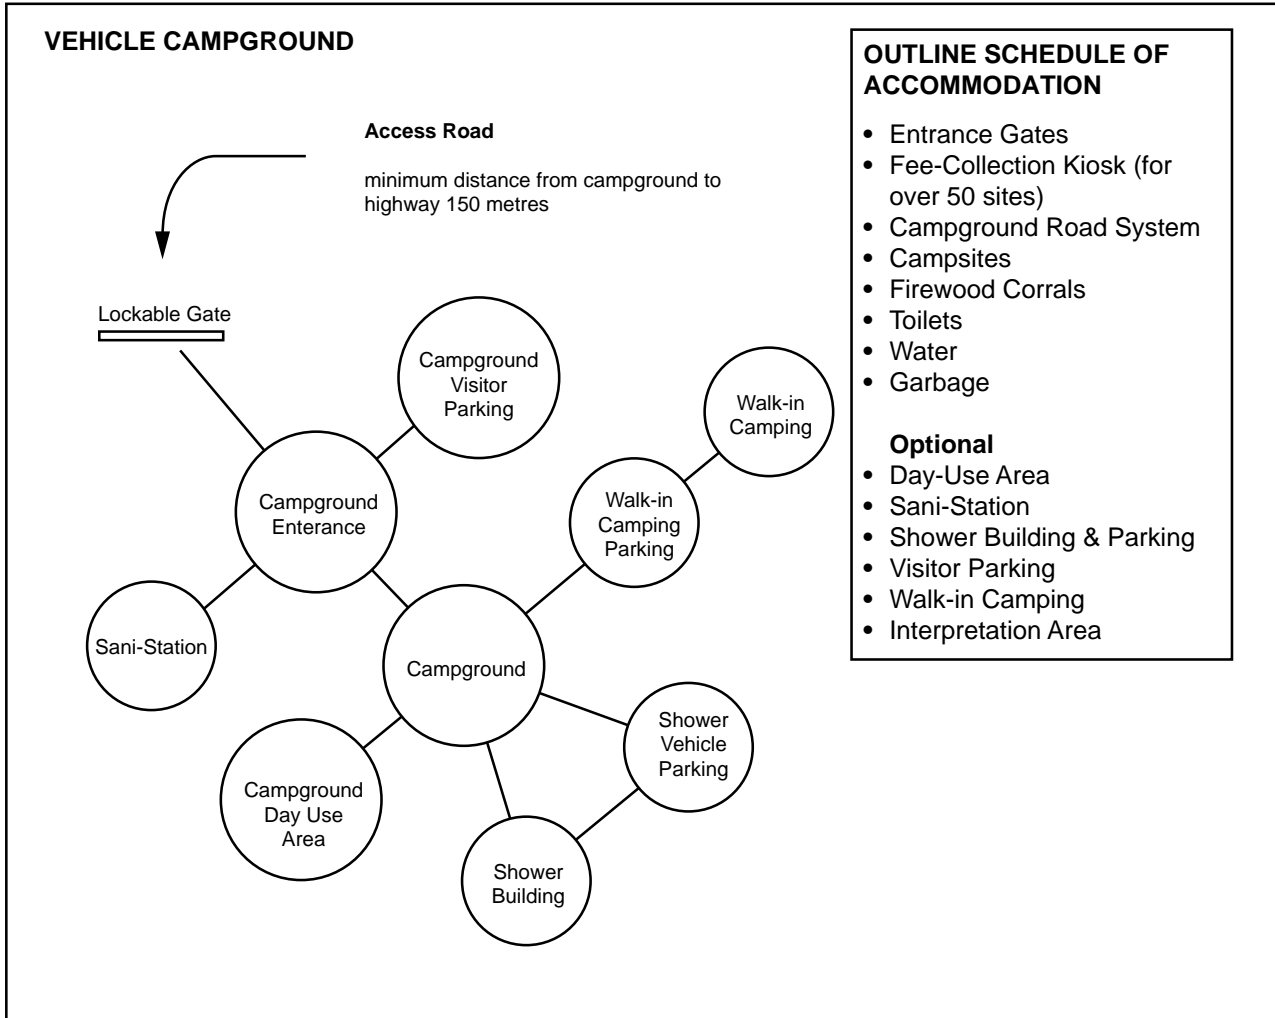 VEHICLE CAMPGROUND
Access Road
minimum distance from campground to
highway 150 metres
Lockable Gate
Campground
Visitor
Parking
Walk-in
Camping
Campground
Enterance
Walk-in
Camping
Parking
Sani-Station
Campground
Shower
Vehicle
Parking
Campground
Day Use
Area
Shower
Building
OUTLINE SCHEDULE OF
ACCOMMODATION
• Entrance Gates
• Fee-Collection Kiosk (for
over 50 sites)
• Campground Road System
• Campsites
• Firewood Corrals
• Toilets
• Water
• Garbage
Optional
• Day-Use Area
• Sani-Station
• Shower Building & Parking
• Visitor Parking
• Walk-in Camping
• Interpretation Area